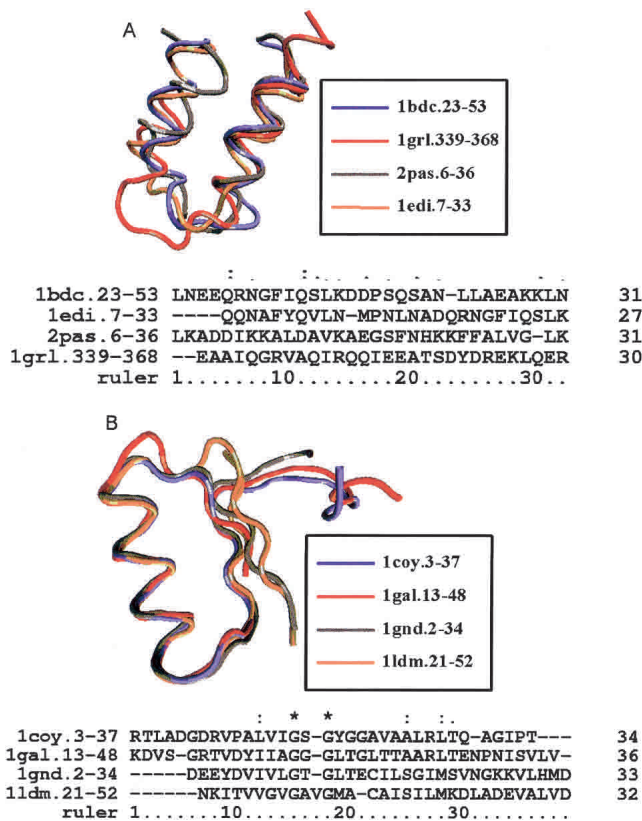 A
1bdc.23-53
1grl.339-368
2pas.6-36
1edi.7-33
: . : . . . . .
1bdc.23-53 LNEEQRNGFIQSLKDDPSQSAN-LLAEAKKLN 31
1edi.7-33 ----QQNAFYQVLN-MPNLNADQRNGFIQSLK 27
2pas.6-36 LKADDIKKALDAVKAEGSFNHKKFFALVG-LK 31
1grl.339-368 --EAAIQGRVAQIRQQIEEATSDYDREKLQER 30
ruler 1.......10........20........30..
B
1coy.3-37
1gal.13-48
1gnd.2-34
1ldm.21-52
: * * : :.
1coy.3-37 RTLADGDRVPALVIGSG-YGGAVAALRLTQ-AGIPT--- 34
1gal.13-48 KDVS-GRTVDYIIAGG-GLTGLTTAARLTENPNISVLV- 36
1gnd.2-34 -----DEEYDVIVLGT-GLTECILSGIMSVNGKKVLHMD 33
1ldm.21-52 ------NKITVVGVGAVGMA-CAISILMKDLADEVALVD 32
ruler 1.......10........20........30.........